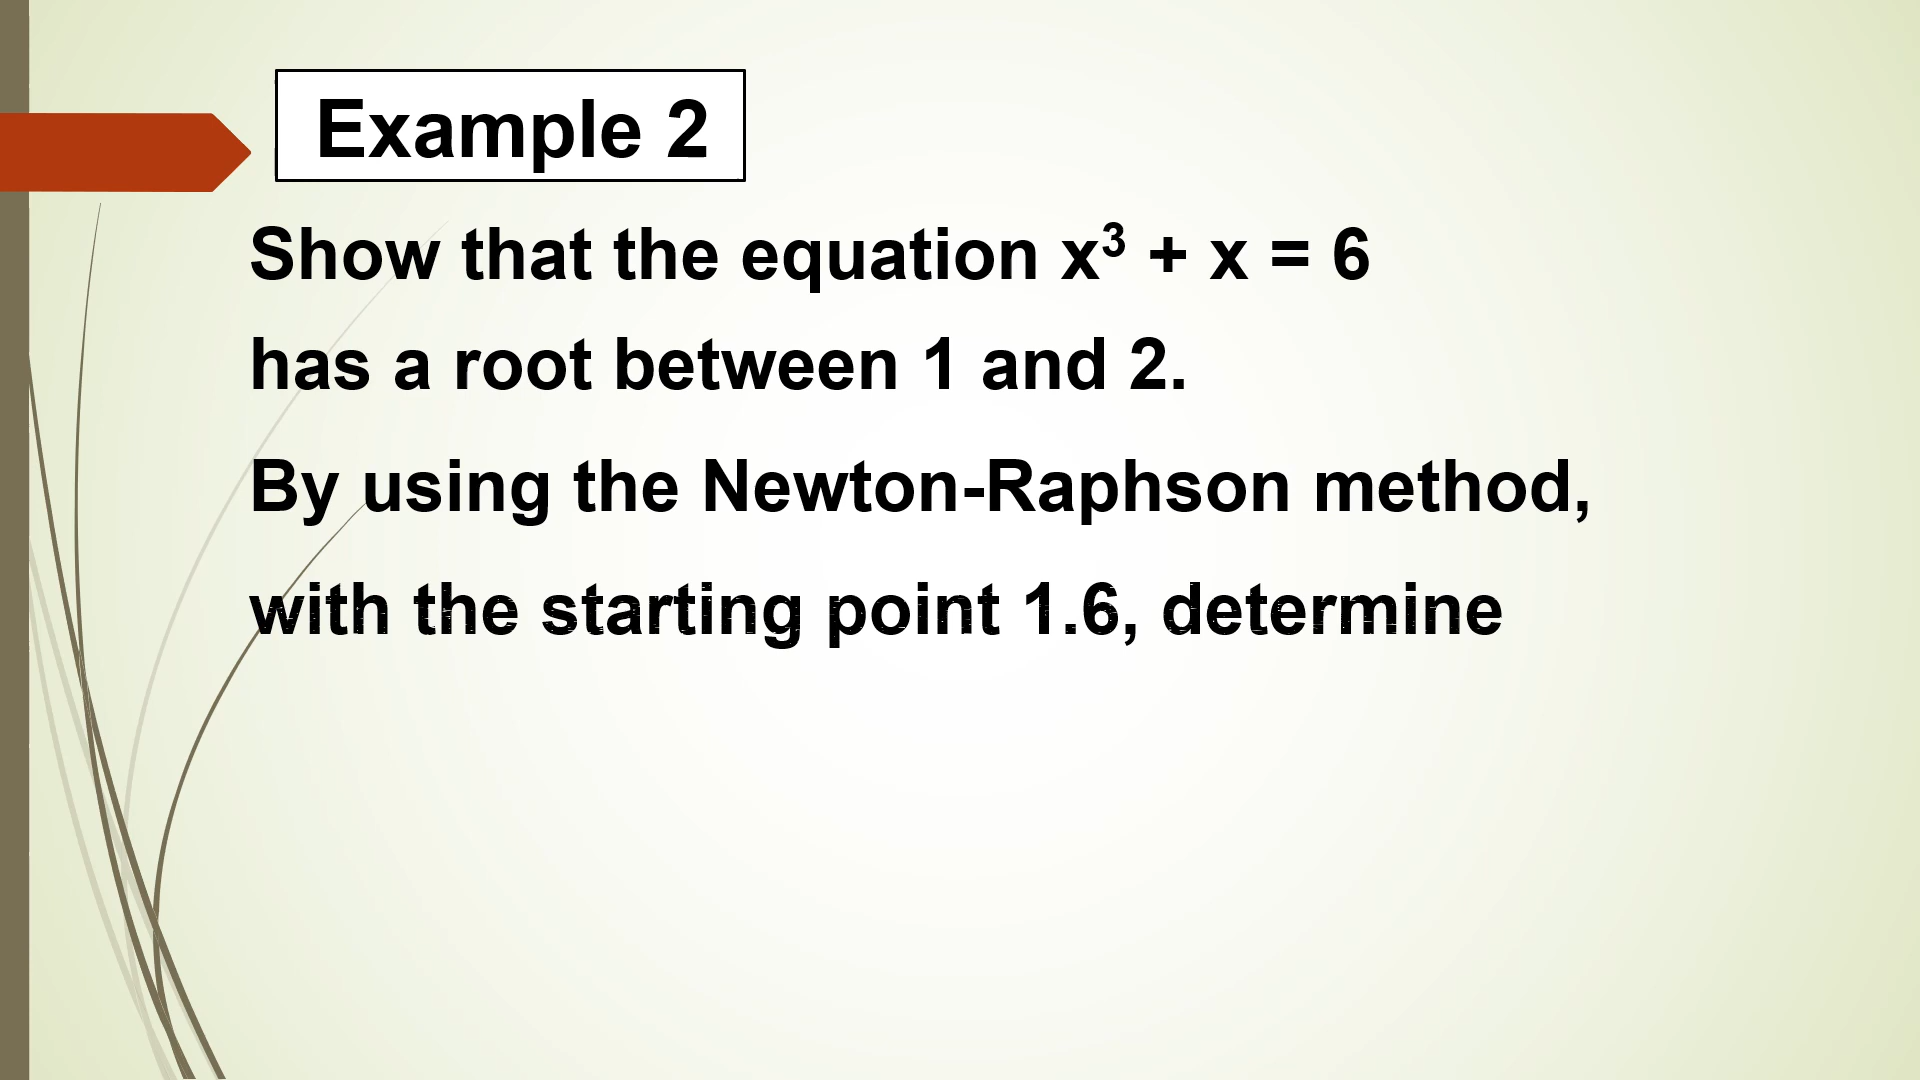 Example 2
Show that the equation x³ + x = 6
has a root between 1 and 2.
By using the Newton-Raphson method,
with the starting point 1.6, determine